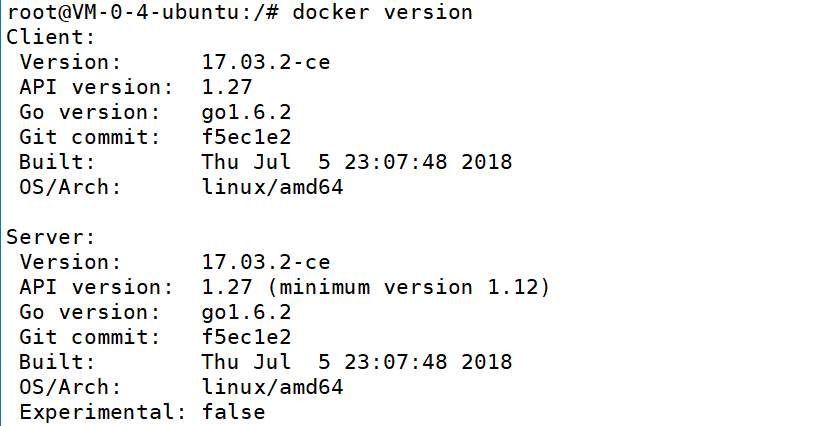 root@VM-0-4-ubuntu:/# docker version
Client:
 Version:      17.03.2-ce
 API version:  1.27
 Go version:   go1.6.2
 Git commit:   f5ec1e2
 Built:        Thu Jul  5 23:07:48 2018
 OS/Arch:      linux/amd64

Server:
 Version:      17.03.2-ce
 API version:  1.27 (minimum version 1.12)
 Go version:   go1.6.2
 Git commit:   f5ec1e2
 Built:        Thu Jul  5 23:07:48 2018
 OS/Arch:      linux/amd64
 Experimental: false